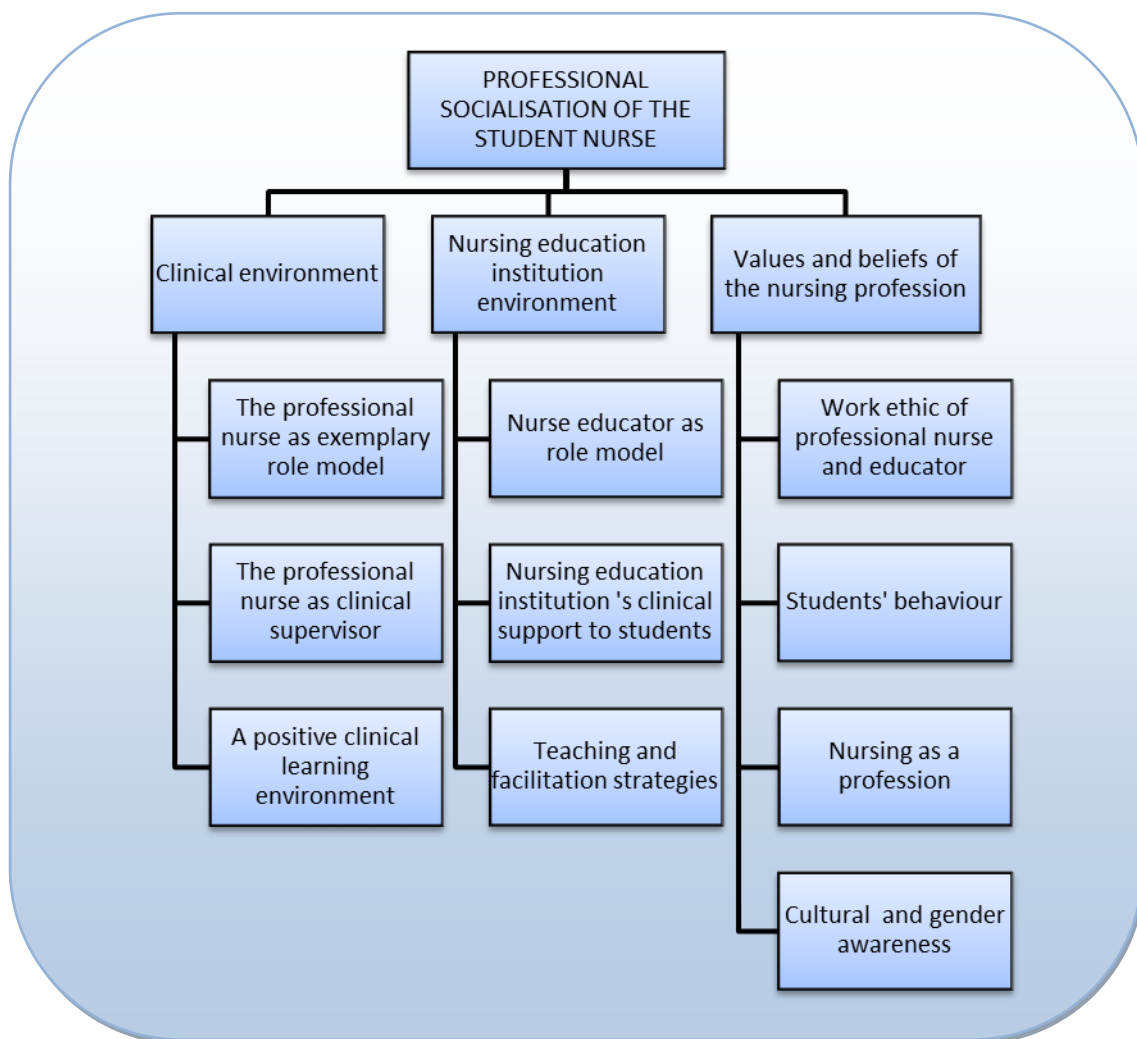 PROFESSIONAL
SOCIALISATION OF THE
STUDENT NURSE
Clinical environment
Nursing education
institution
environment
Values and beliefs of
the nursing profession
The professional
nurse as exemplary
role model
The professional
nurse as clinical
supervisor
A positive clinical
learning
environment
Nurse educator as
role model
Nursing education
institution 's clinical
support to students
Teaching and
facilitation strategies
Work ethic of
professional nurse
and educator
Students' behaviour
Nursing as a
profession
Cultural and gender
awareness